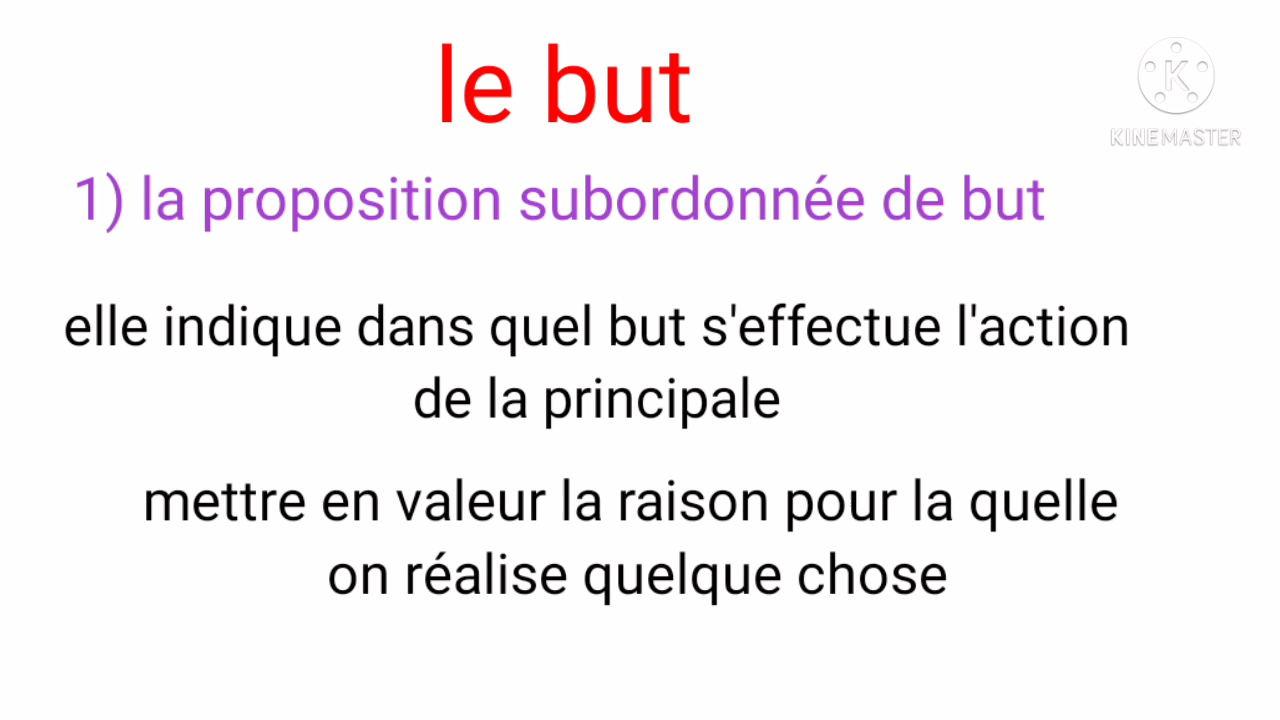 le but
K
KINEMASTER
1) la proposition subordonnée de but
elle indique dans quel but s'effectue l'action
de la principale
mettre en valeur la raison pour la quelle
on réalise quelque chose